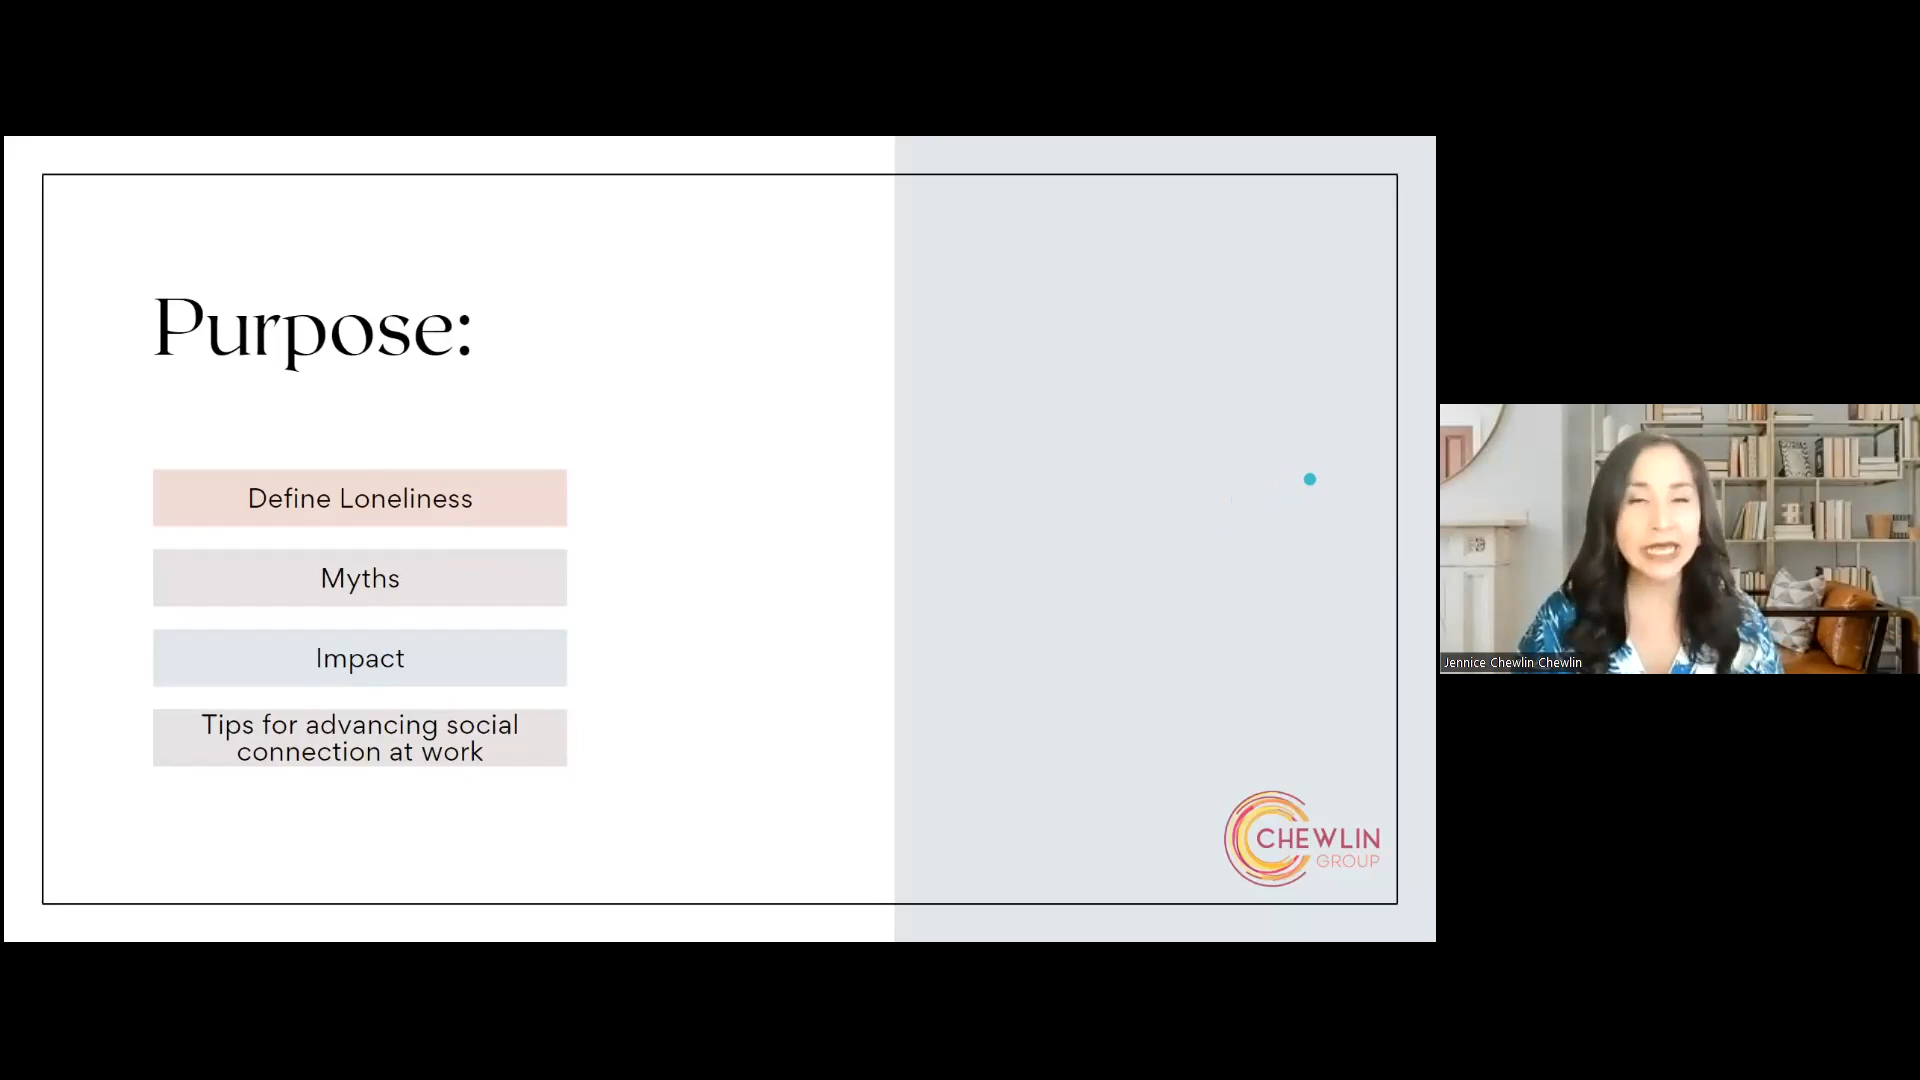 Purpose:
Define Loneliness
Myths
Impact
Tips for advancing social
connection at work
CHEWLIN
GROUP
Jennice Chewlin Chewlin